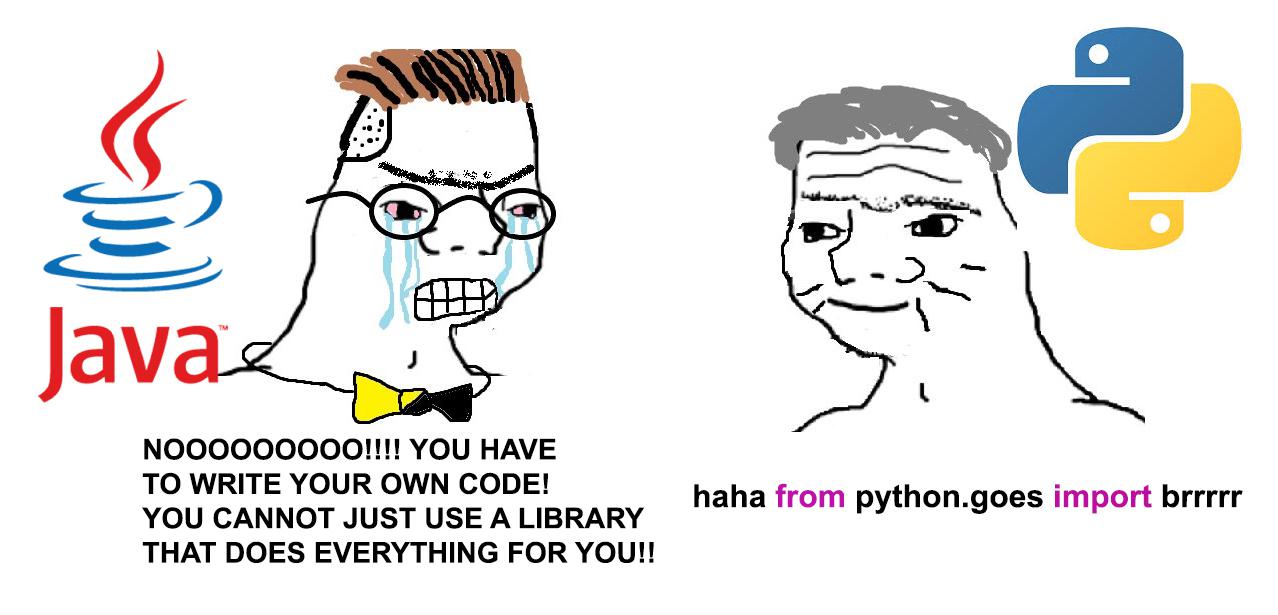 Java™
NOOOOOOOOO!!!! YOU HAVE
TO WRITE YOUR OWN CODE!
YOU CANNOT JUST USE A LIBRARY
THAT DOES EVERYTHING FOR YOU!!
haha from python.goes import brrrrr